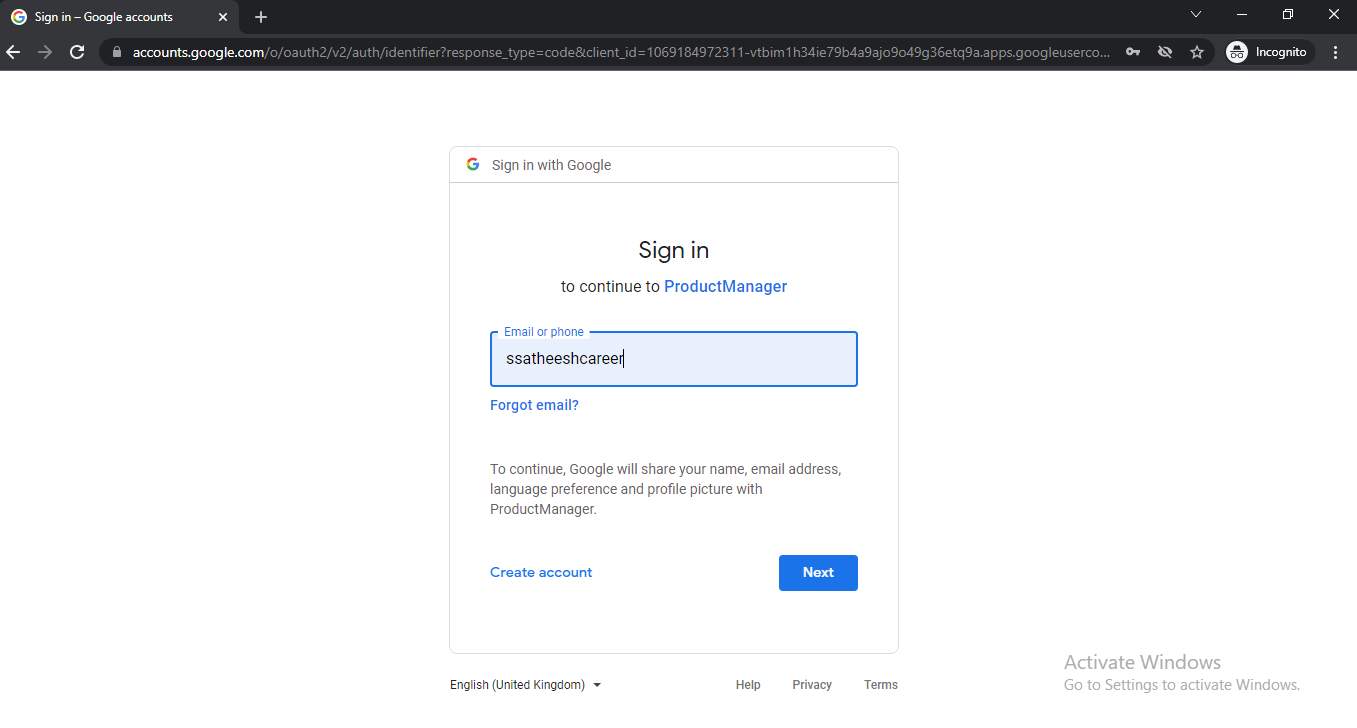 Sign in – Google accounts
accounts.google.com/o/oauth2/v2/auth/identifier?response_type=code&client_id=1069184972311-vtbim1h34ie79b4a9ajo9o49g36etq9a.apps.googleuserco...
Incognito
Sign in with Google
Sign in
to continue to ProductManager
Email or phone
ssatheeshcareer
Forgot email?
To continue, Google will share your name, email address,
language preference and profile picture with
ProductManager.
Create account
Next
English (United Kingdom)
Help
Privacy
Terms
Activate Windows
Go to Settings to activate Windows.